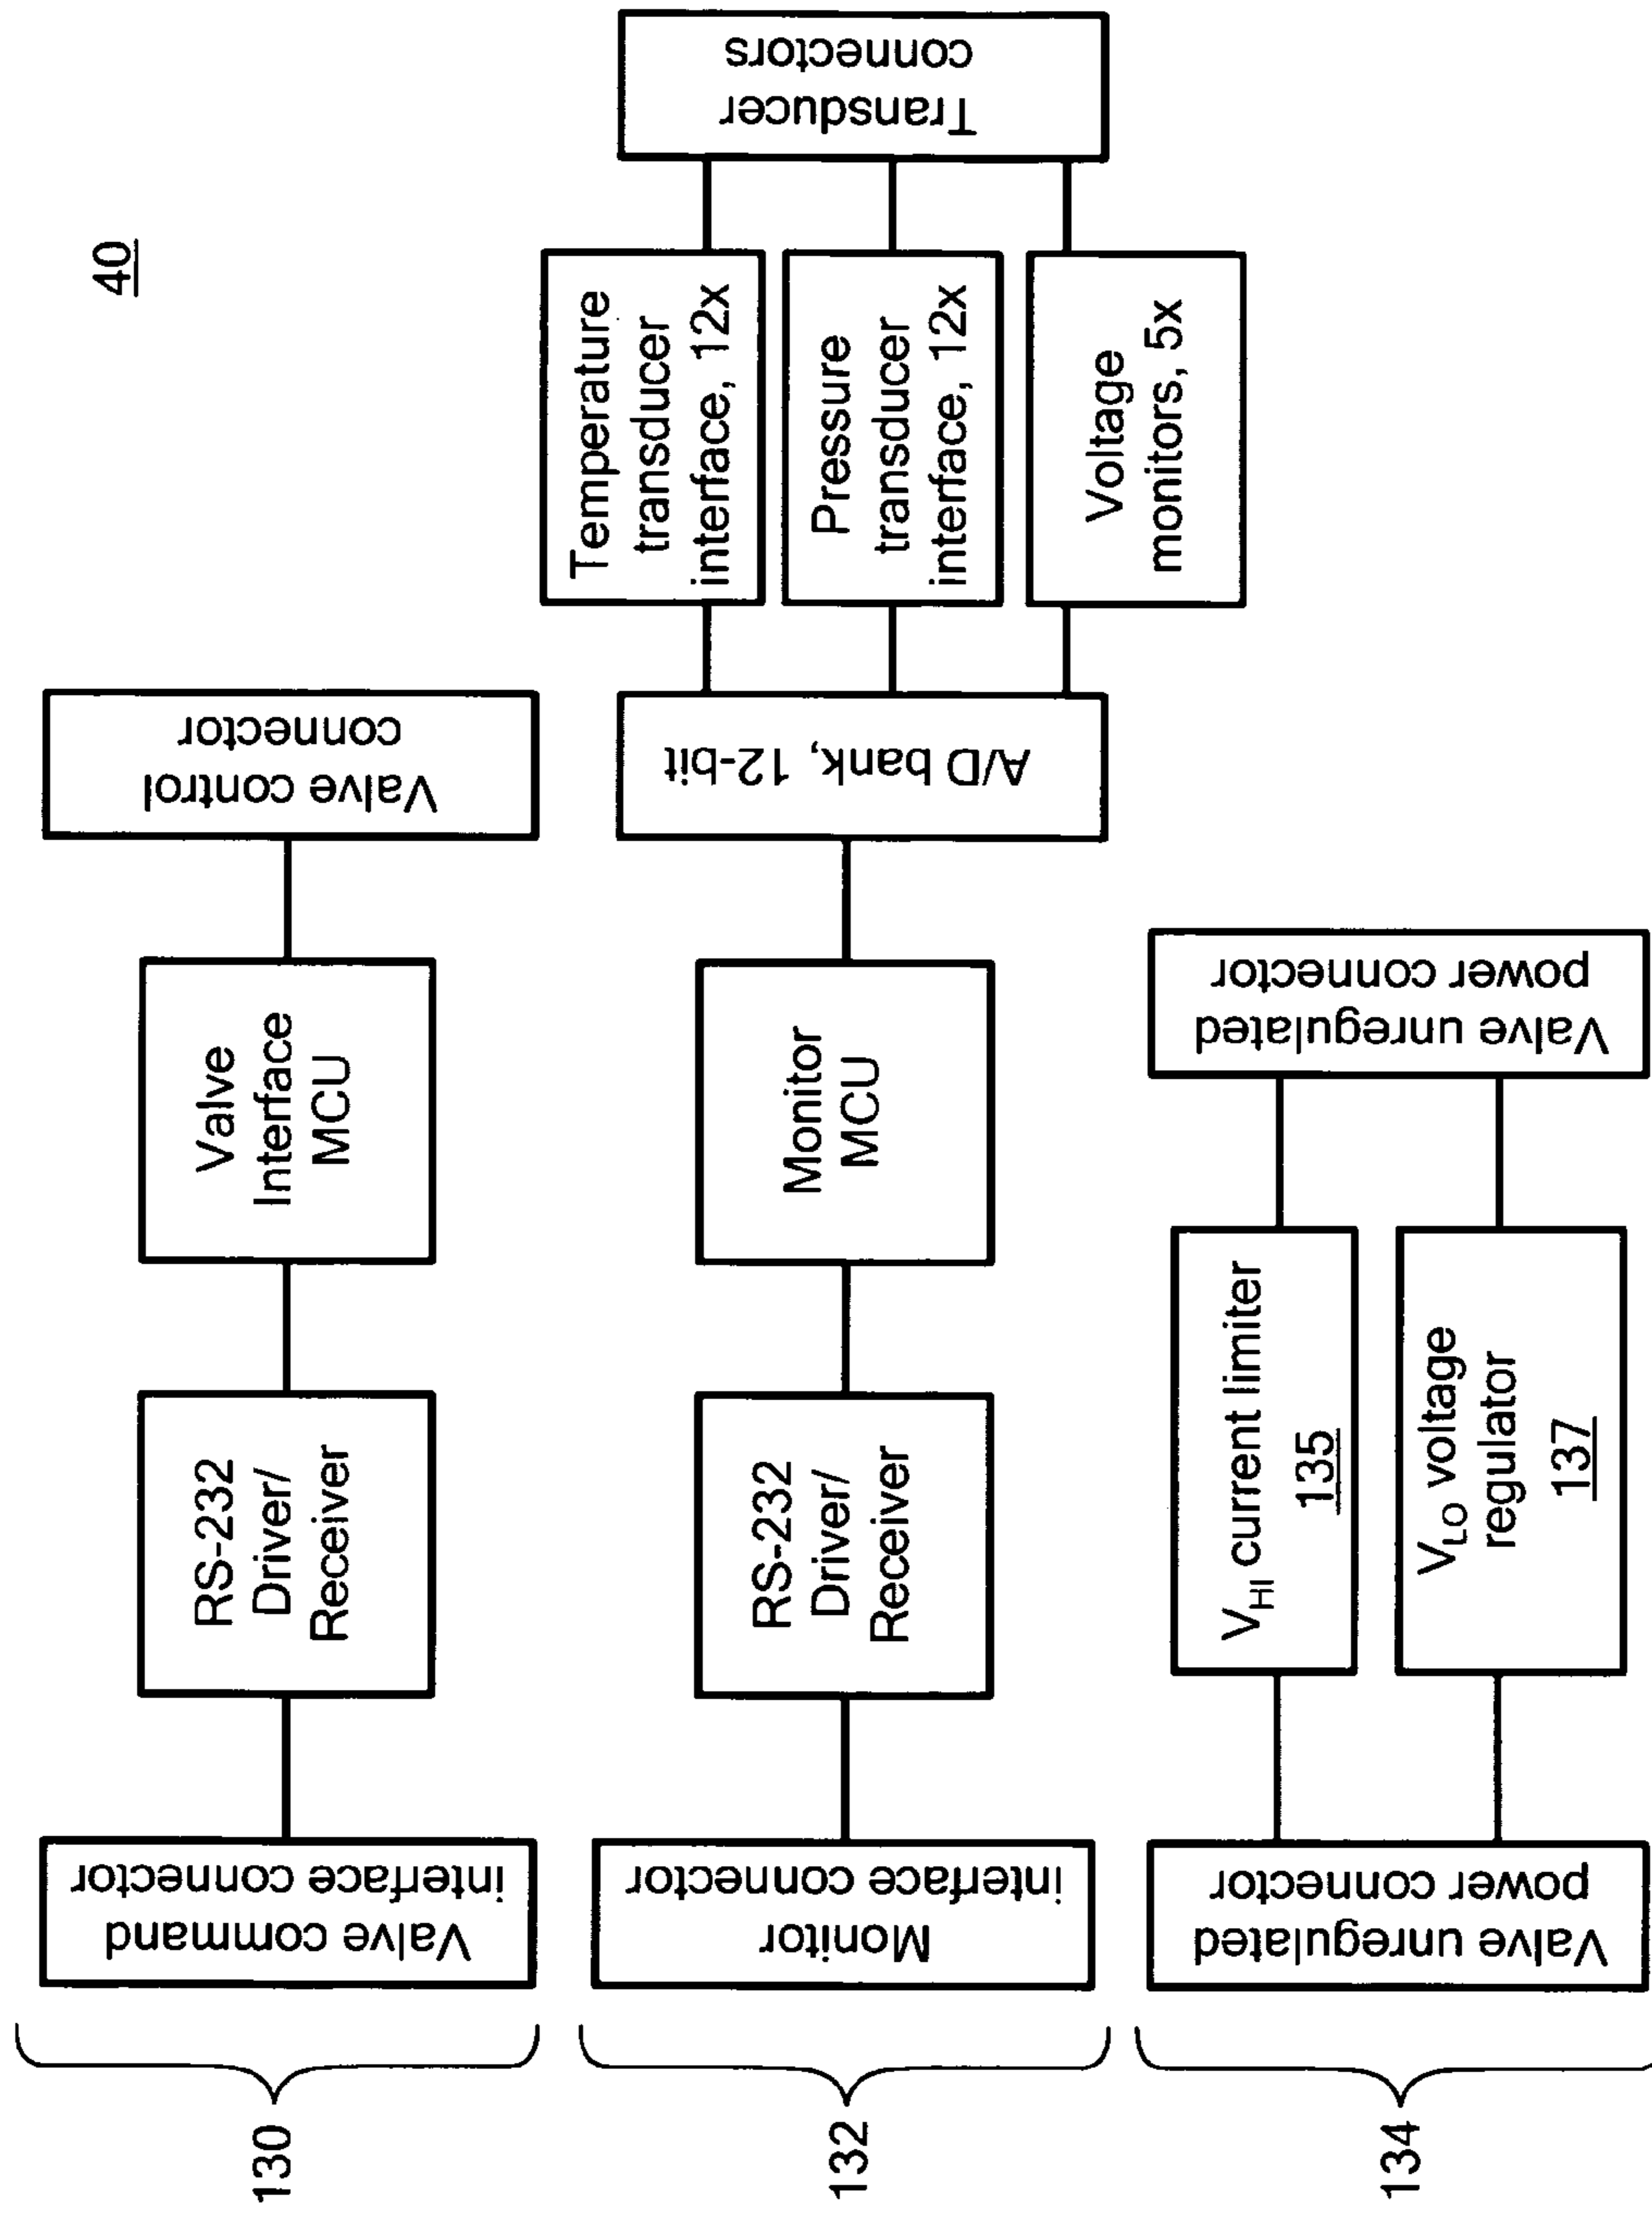 40
130
Valve command
interface connector
RS-232
Driver/
Receiver
Valve
Interface
MCU
Valve control
connector
132
Monitor
interface connector
RS-232
Driver/
Receiver
Monitor
MCU
A/D bank, 12-bit
Temperature
transducer
interface, 12x
Pressure
transducer
interface, 12x
Voltage
monitors, 5x
Transducer
connectors
134
Valve unregulated
power connector
VHI current limiter
135
VLO voltage
regulator
137
Valve unregulated
power connector